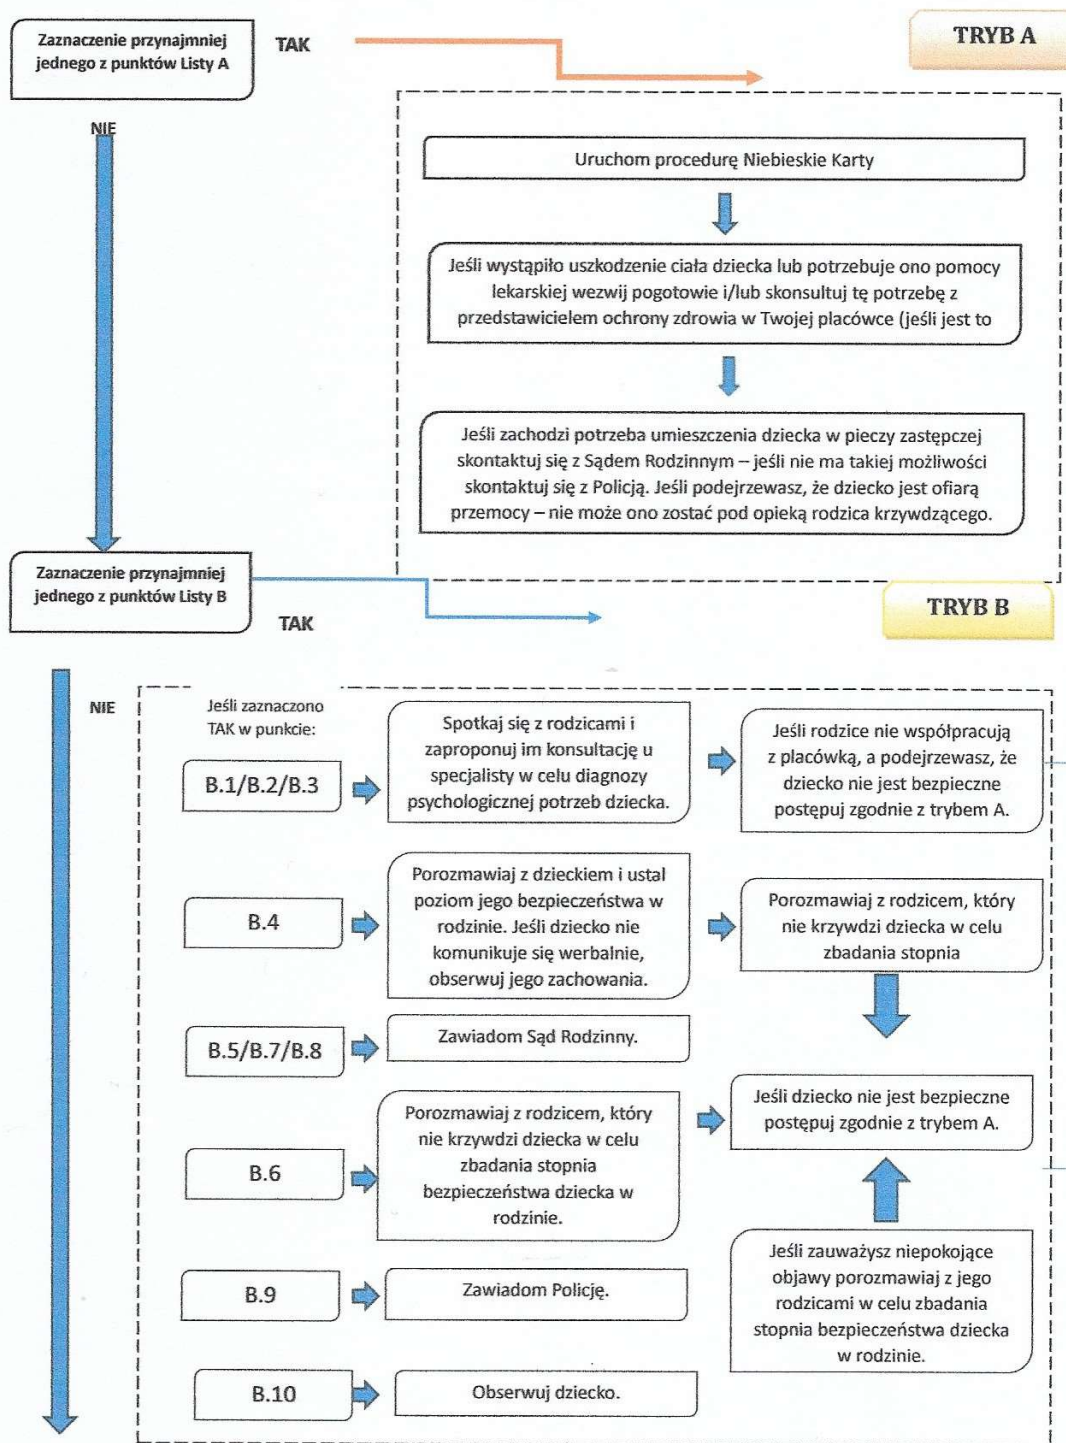 Zaznaczenie przynajmniej
jednego z punktów Listy A
TAK
TRYB A
NIE
Uruchom procedurę Niebieskie Karty
Jeśli wystąpiło uszkodzenie ciała dziecka lub potrzebuje ono pomocy
lekarskiej wezwij pogotowie i/lub skonsultuj tę potrzebę z
przedstawicielem ochrony zdrowia w Twojej placówce (jeśli jest to
Jeśli zachodzi potrzeba umieszczenia dziecka w pieczy zastępczej
skontaktuj się z Sądem Rodzinnym – jeśli nie ma takiej możliwości
skontaktuj się z Policją. Jeśli podejrzewasz, że dziecko jest ofiarą
przemocy – nie może ono zostać pod opieką rodzica krzywdzącego.
Zaznaczenie przynajmniej
jednego z punktów Listy B
TAK
TRYB B
NIE
Jeśli zaznaczono
TAK w punkcie:
B.1/B.2/B.3
Spotkaj się z rodzicami i
zaproponuj im konsultację u
specjalisty w celu diagnozy
psychologicznej potrzeb dziecka.
Jeśli rodzice nie współpracują
z placówką, a podejrzewasz, że
dziecko nie jest bezpieczne
postępuj zgodnie z trybem A.
B.4
Porozmawiaj z dzieckiem i ustal
poziom jego bezpieczeństwa w
rodzinie. Jeśli dziecko nie
komunikuje się werbalnie,
obserwuj jego zachowania.
Porozmawiaj z rodzicem, który
nie krzywdzi dziecka w celu
zbadania stopnia
B.5/B.7/B.8
Zawiadom Sąd Rodzinny.
B.6
Porozmawiaj z rodzicem, który
nie krzywdzi dziecka w celu
zbadania stopnia
bezpieczeństwa dziecka w
rodzinie.
Jeśli dziecko nie jest bezpieczne
postępuj zgodnie z trybem A.
B.9
Zawiadom Policję.
B.10
Obserwuj dziecko.
Jeśli zauważysz niepokojące
objawy porozmawiaj z jego
rodzicami w celu zbadania
stopnia bezpieczeństwa dziecka
w rodzinie.